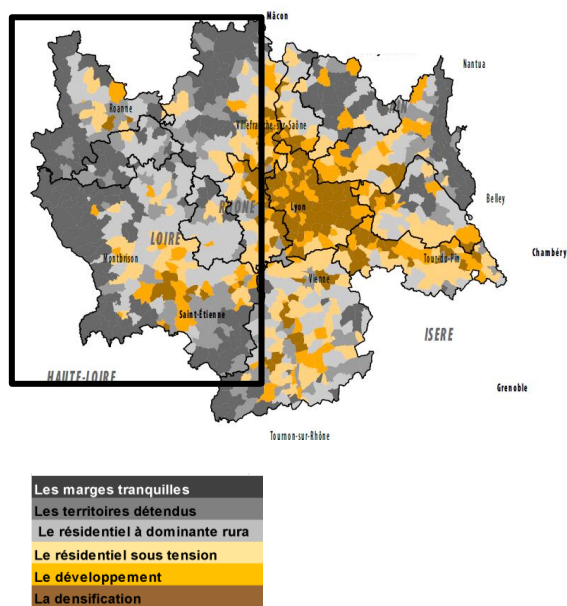 Mâcon
Nantua
Roanne
AIN
Villefranche-sur-Saône
RHÔNE
Lyon
Belley
LOIRE
Montbrison
Tour-du-Pin
Chambéry
Vienne
Saint-Étienne
ISERE
HAUTE-LOIRE
Grenoble
Tournon-sur-Rhône
Les marges tranquilles
Les territoires détendus
Le résidentiel à dominante rura
Le résidentiel sous tension
Le développement
La densification